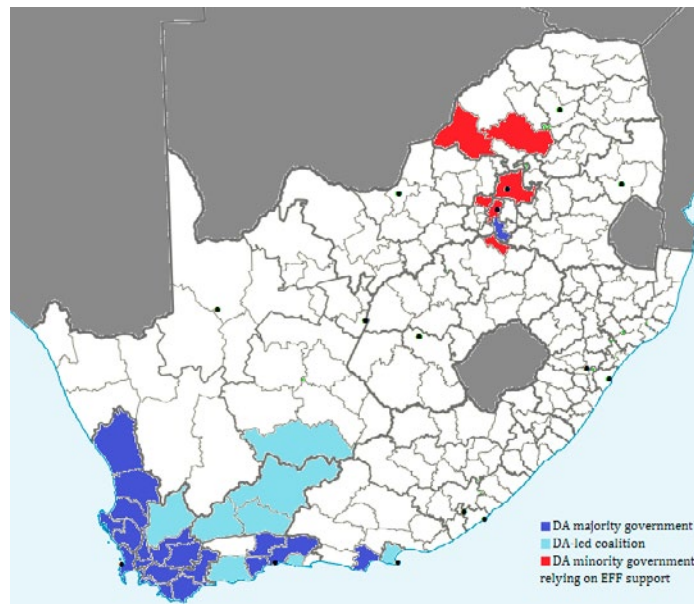 DA majority government
DA-led coalition
DA minority government
relying on EFF support